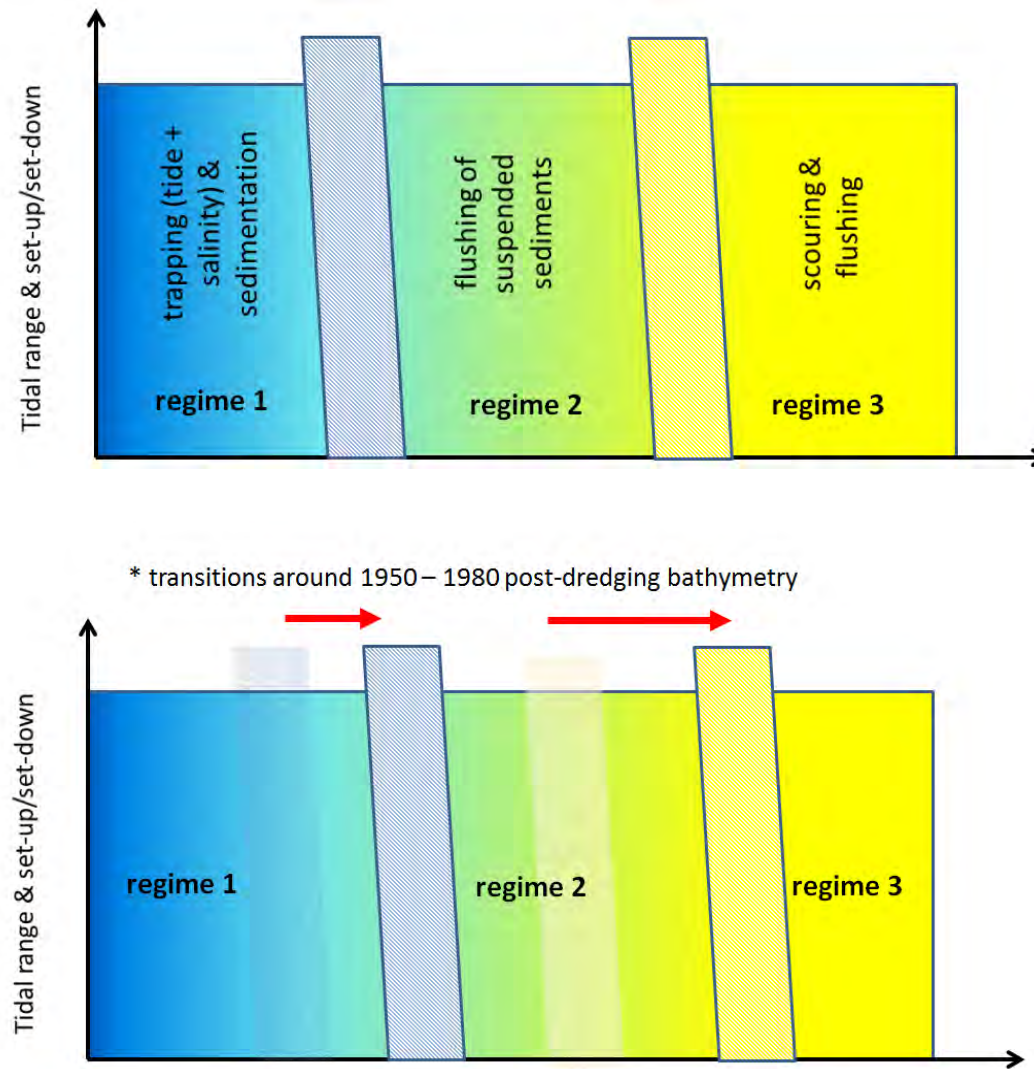 Tidal range & set-up/set-down
trapping (tide +
salinity) &
sedimentation
regime 1
flushing of
suspended
sediments
regime 2
scouring &
flushing
regime 3
* transitions around 1950 – 1980 post-dredging bathymetry
Tidal range & set-up/set-down
regime 1
regime 2
regime 3